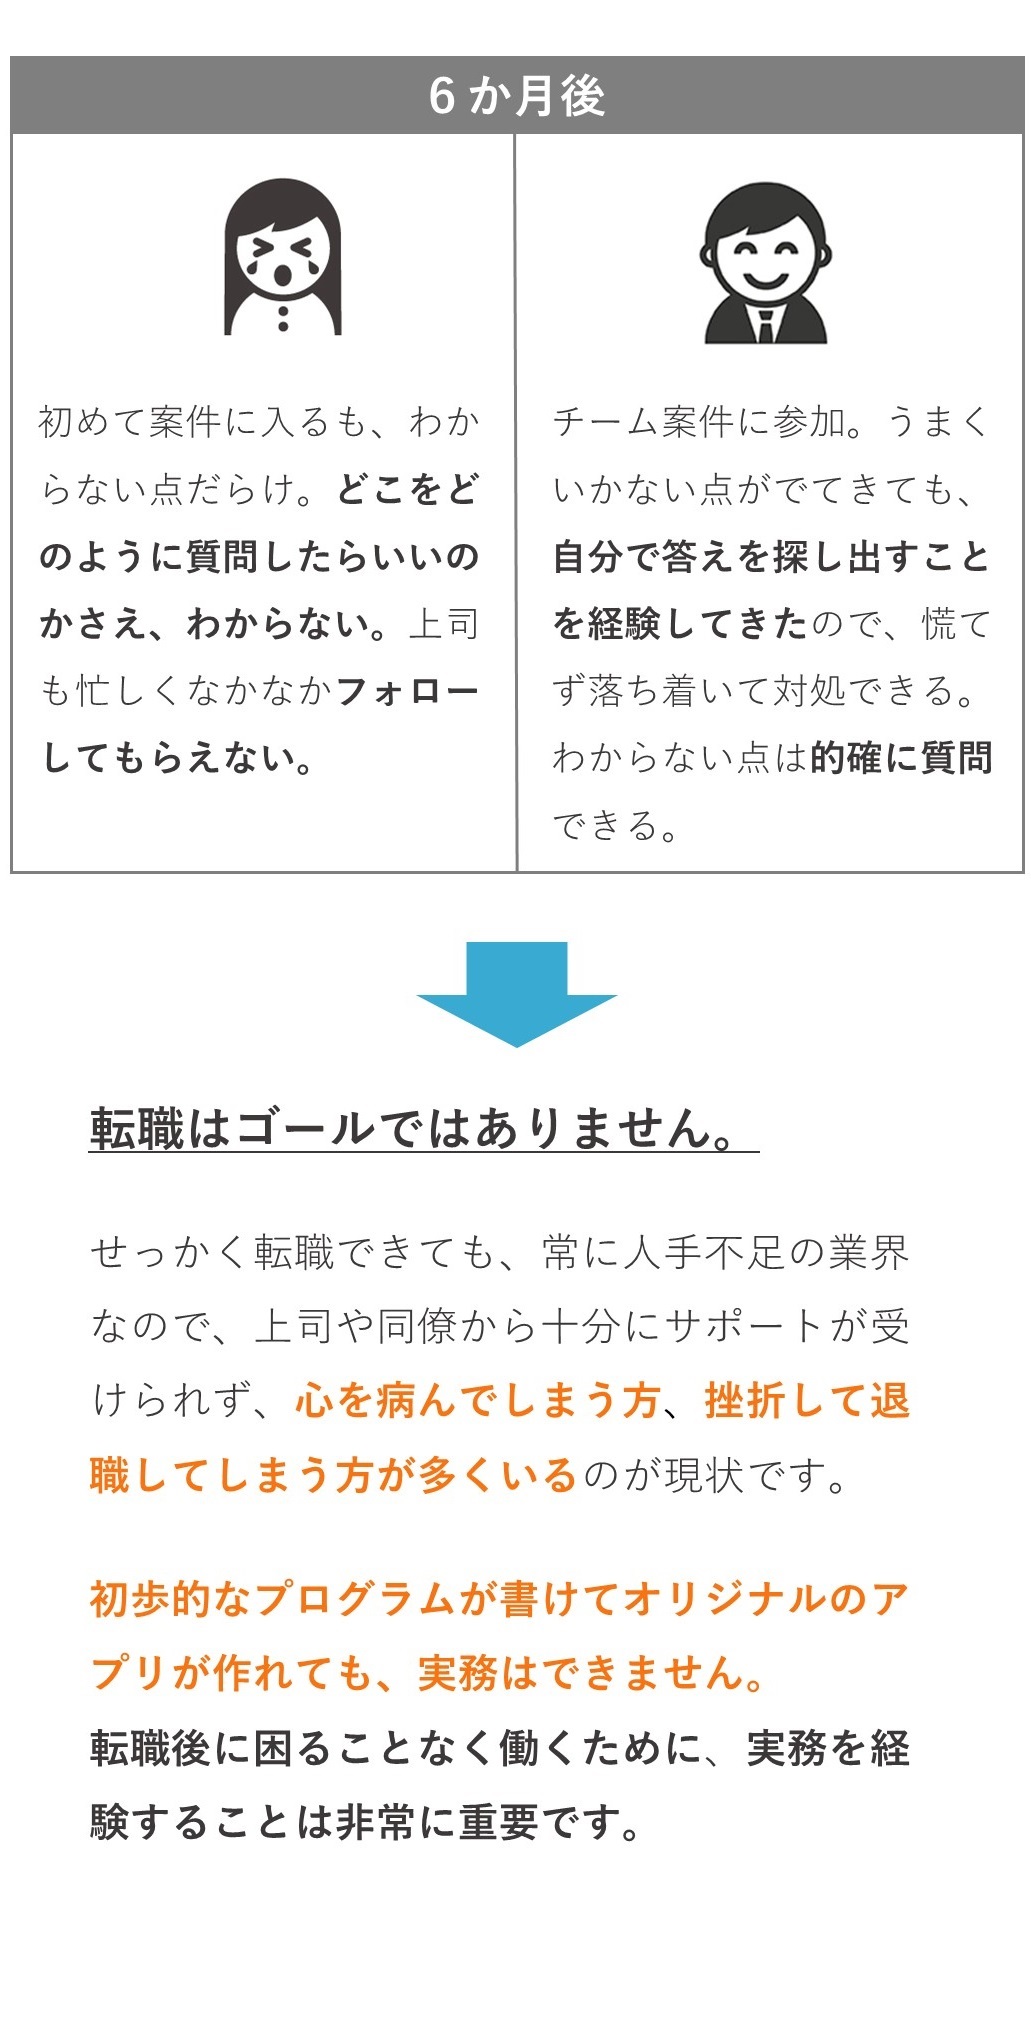 6か月後
初めて案件に入るも、わか
らない点だらけ。どこをど
のように質問したらいいの
かさえ、わからない。上司
も忙しくなかなかフォロー
してもらえない。
チーム案件に参加。うまく
いかない点がでてきても、
自分で答えを探し出すこと
を経験してきたので、慌て
ず落ち着いて対処できる。
わからない点は的確に質問
できる。
転職はゴールではありません。
せっかく転職できても、常に人手不足の業界
なので、上司や同僚から十分にサポートが受
けられず、心を病んでしまう方、挫折して退
職してしまう方が多くいるのが現状です。
初歩的なプログラムが書けてオリジナルのア
プリが作れても、実務はできません。
転職後に困ることなく働くために、実務を経
験することは非常に重要です。